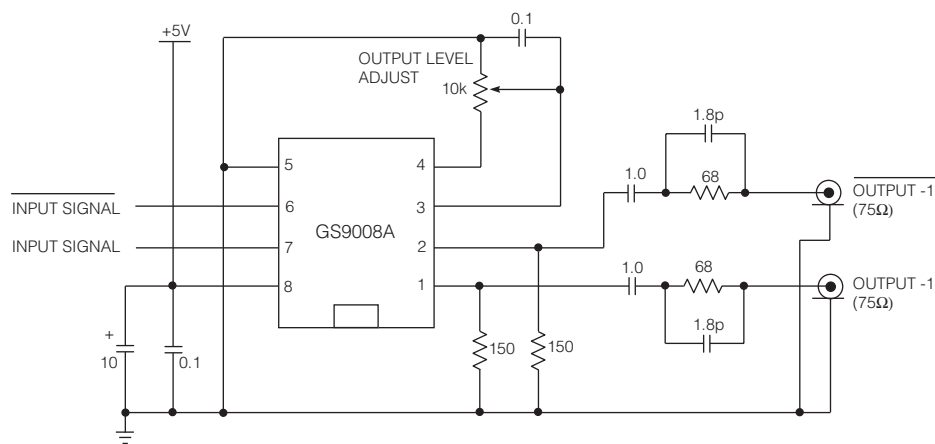 +5V
0.1
OUTPUT LEVEL
ADJUST
10k
1.8p
5
4
1.0
68
OUTPUT -1
(75Ω)
INPUT SIGNAL
6
3
GS9008A
INPUT SIGNAL
7
2
1.0
68
OUTPUT -1
(75Ω)
8
1
1.8p
+
10
0.1
150
150